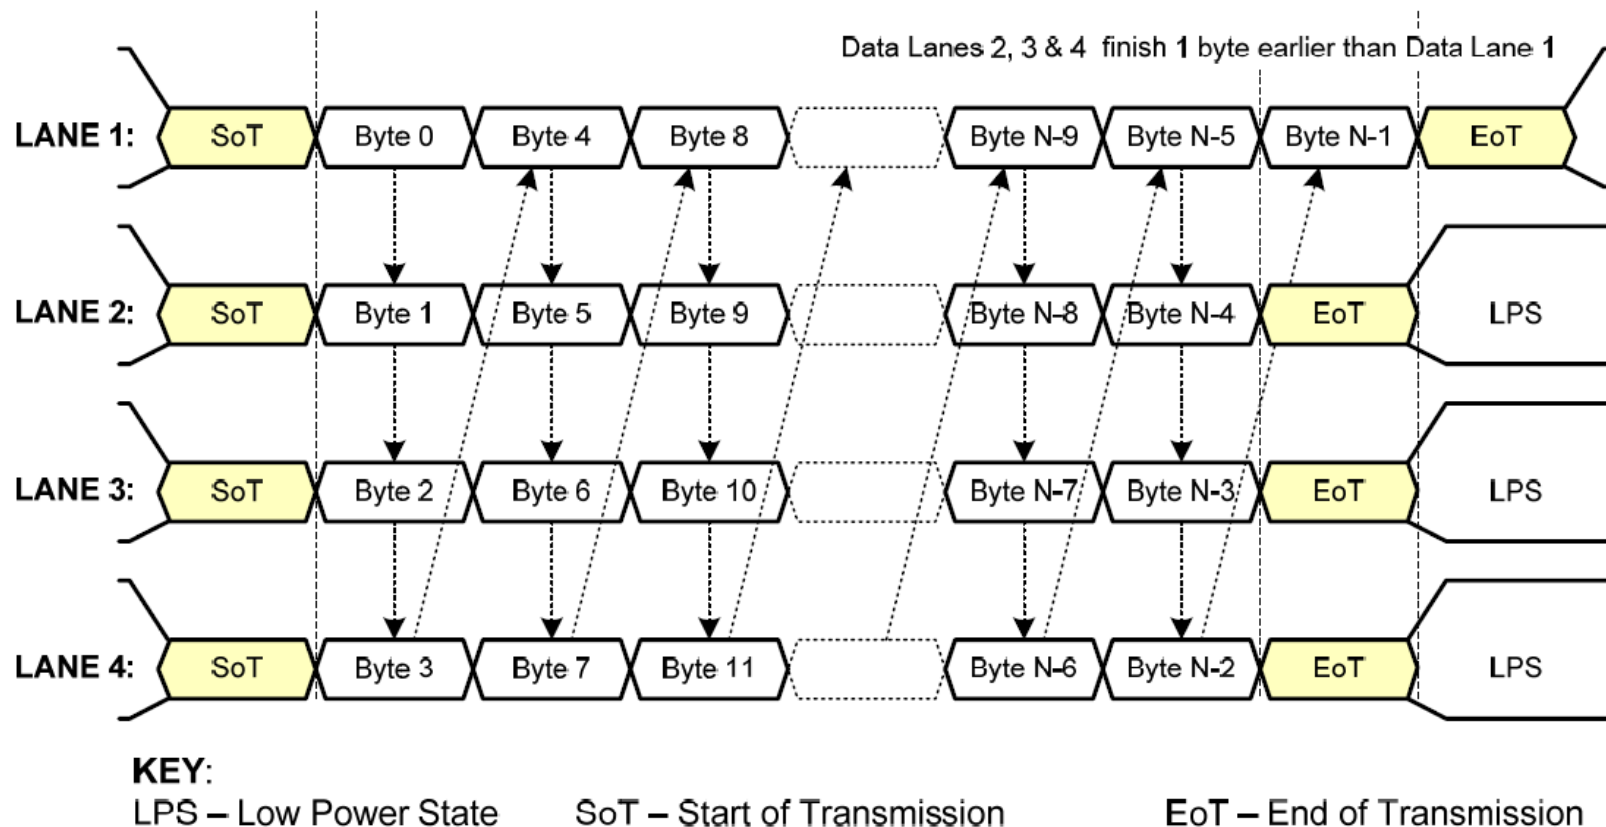 Data Lanes 2, 3 & 4 finish 1 byte earlier than Data Lane 1
LANE 1: SoT Byte 0 Byte 4 Byte 8 Byte N-9 Byte N-5 Byte N-1 EoT
LANE 2: SoT Byte 1 Byte 5 Byte 9 Byte N-8 Byte N-4 EoT LPS
LANE 3: SoT Byte 2 Byte 6 Byte 10 Byte N-7 Byte N-3 EoT LPS
LANE 4: SoT Byte 3 Byte 7 Byte 11 Byte N-6 Byte N-2 EoT LPS
KEY:
LPS – Low Power State SoT – Start of Transmission EoT – End of Transmission